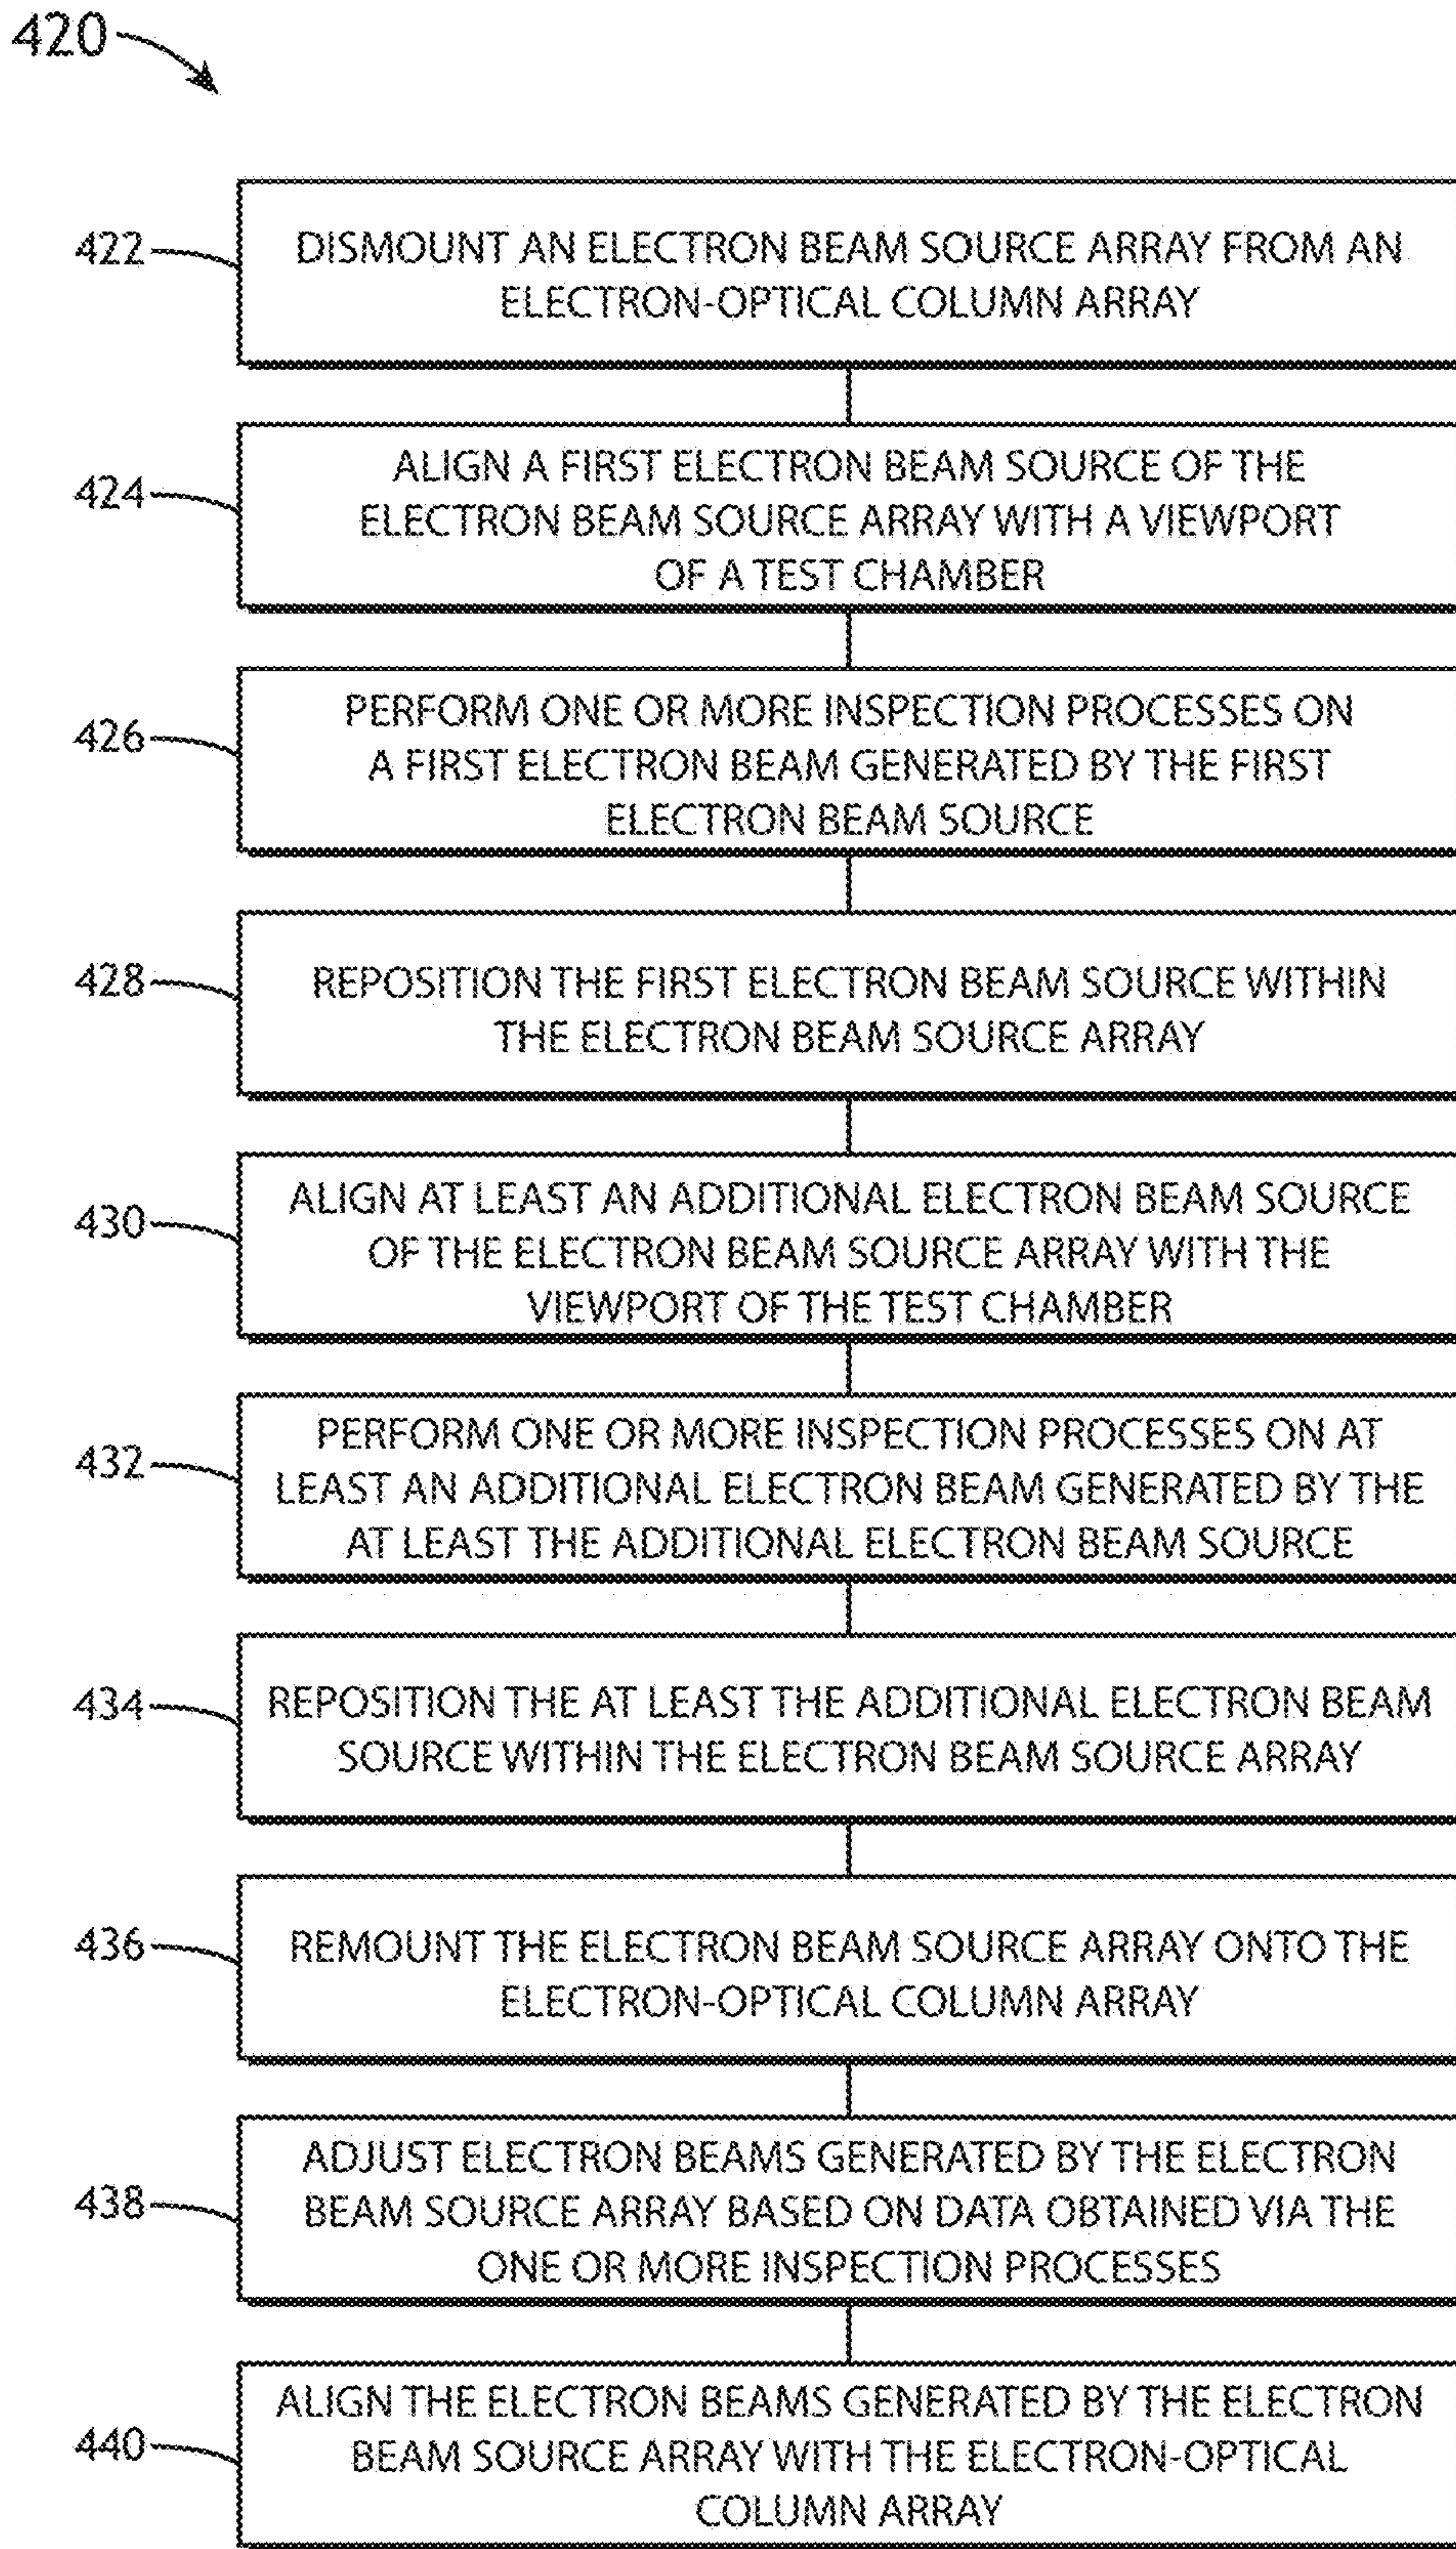 420
422
DISMOUNT AN ELECTRON BEAM SOURCE ARRAY FROM AN
ELECTRON-OPTICAL COLUMN ARRAY
424
ALIGN A FIRST ELECTRON BEAM SOURCE OF THE
ELECTRON BEAM SOURCE ARRAY WITH A VIEWPORT
OF A TEST CHAMBER
426
PERFORM ONE OR MORE INSPECTION PROCESSES ON
A FIRST ELECTRON BEAM GENERATED BY THE FIRST
ELECTRON BEAM SOURCE
428
REPOSITION THE FIRST ELECTRON BEAM SOURCE WITHIN
THE ELECTRON BEAM SOURCE ARRAY
430
ALIGN AT LEAST AN ADDITIONAL ELECTRON BEAM SOURCE
OF THE ELECTRON BEAM SOURCE ARRAY WITH THE
VIEWPORT OF THE TEST CHAMBER
432
PERFORM ONE OR MORE INSPECTION PROCESSES ON AT
LEAST AN ADDITIONAL ELECTRON BEAM GENERATED BY THE
AT LEAST THE ADDITIONAL ELECTRON BEAM SOURCE
434
REPOSITION THE AT LEAST THE ADDITIONAL ELECTRON BEAM
SOURCE WITHIN THE ELECTRON BEAM SOURCE ARRAY
436
REMOUNT THE ELECTRON BEAM SOURCE ARRAY ONTO THE
ELECTRON-OPTICAL COLUMN ARRAY
438
ADJUST ELECTRON BEAMS GENERATED BY THE ELECTRON
BEAM SOURCE ARRAY BASED ON DATA OBTAINED VIA THE
ONE OR MORE INSPECTION PROCESSES
440
ALIGN THE ELECTRON BEAMS GENERATED BY THE ELECTRON
BEAM SOURCE ARRAY WITH THE ELECTRON-OPTICAL
COLUMN ARRAY